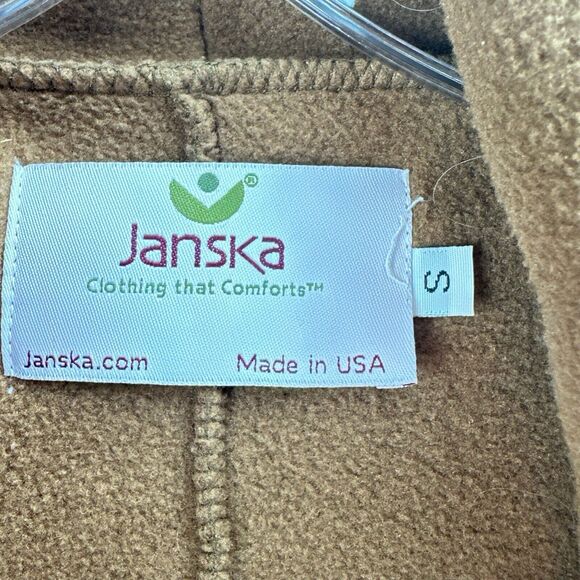 ®
Janska
Clothing that Comforts™
S
Janska.com Made in USA